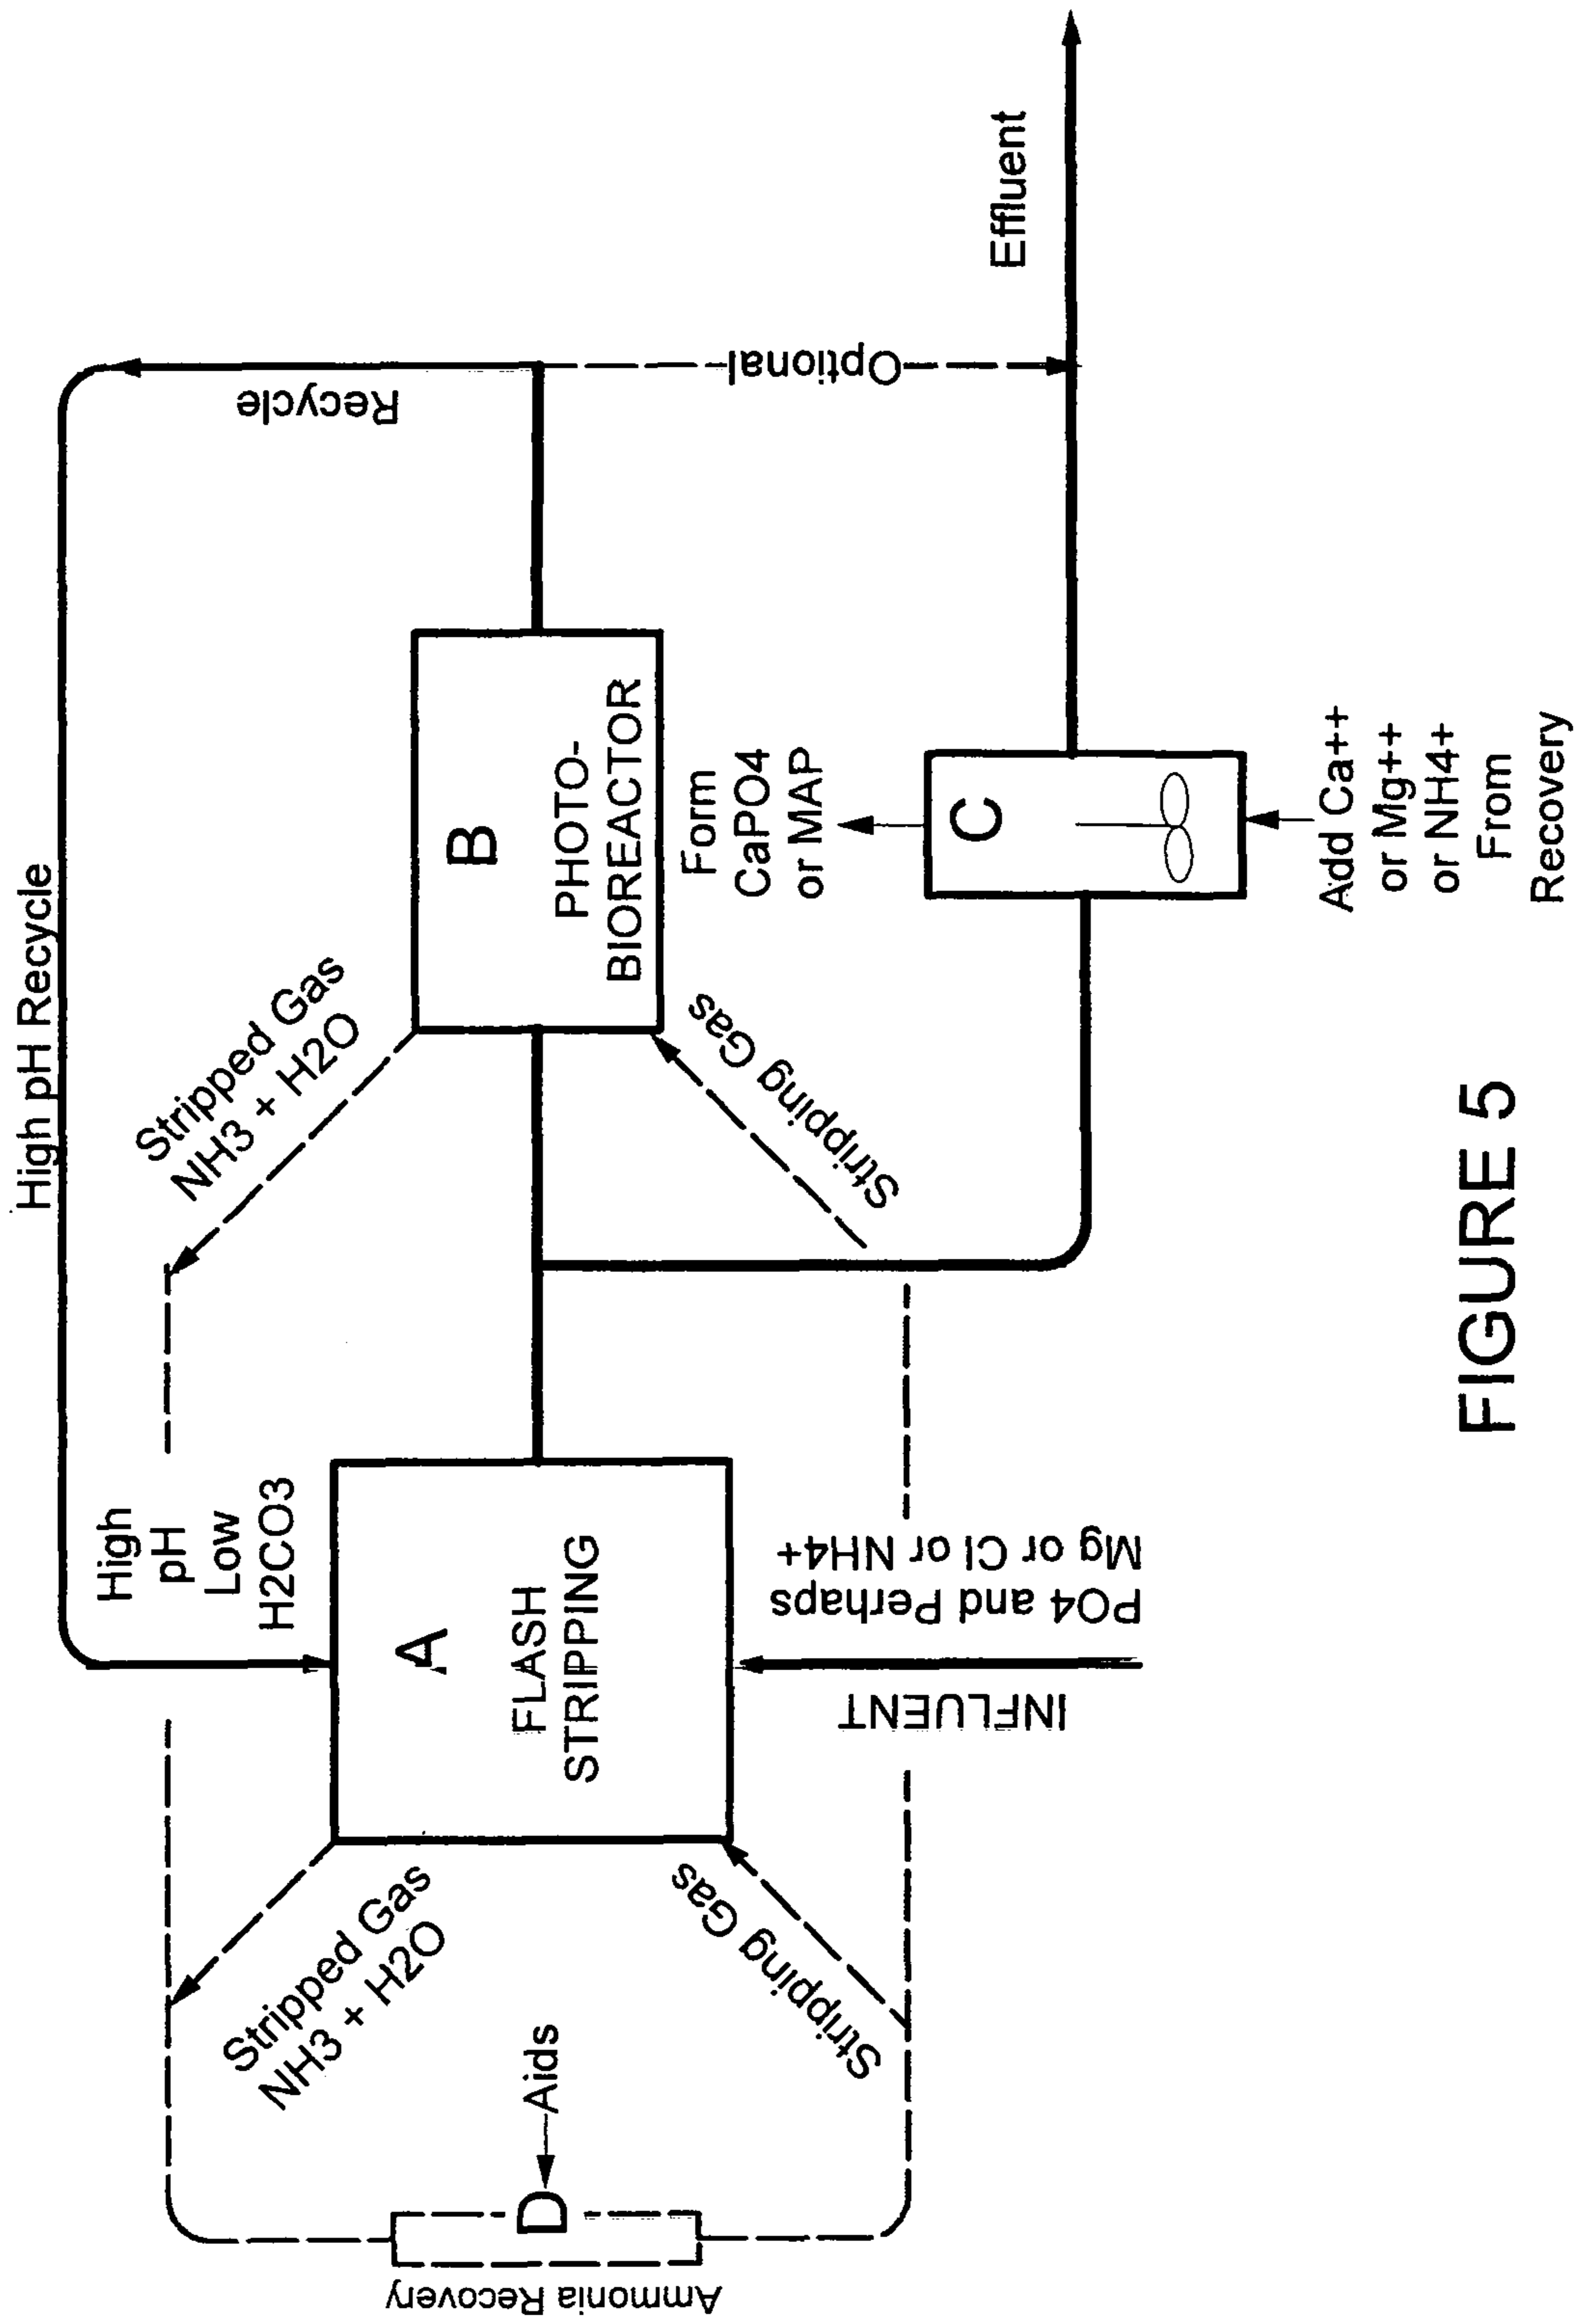 High pH Recycle
Recycle
Stripped Gas
NH3 + H2O
High
pH
Low
H2CO3
Stripped Gas
NH3 + H2O
A
FLASH
STRIPPING
B
PHOTO-
BIOREACTOR
Stripping Gas
Stripping Gas
Form
CaPO4
or MAP
Optional
Effluent
C
Add Ca++
or Mg++
or NH4+
From
Recovery
INFLUENT
PO4 and Perhaps
Mg or Cl or NH4+
D
Aids
Ammonia Recovery
FIGURE 5